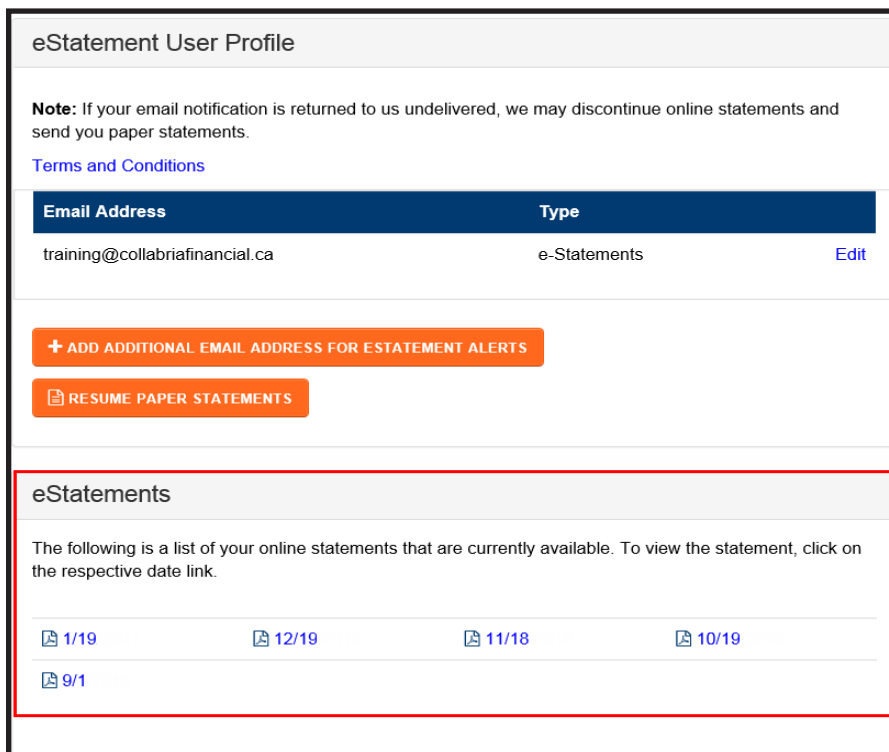 eStatement User Profile
Note: If your email notification is returned to us undelivered, we may discontinue online statements and
send you paper statements.
Terms and Conditions
Email Address Type
training@collabriafinancial.ca e-Statements Edit
+ ADD ADDITIONAL EMAIL ADDRESS FOR ESTATEMENT ALERTS
RESUME PAPER STATEMENTS
eStatements
The following is a list of your online statements that are currently available. To view the statement, click on
the respective date link.
1/19 12/19 11/18 10/19
9/1